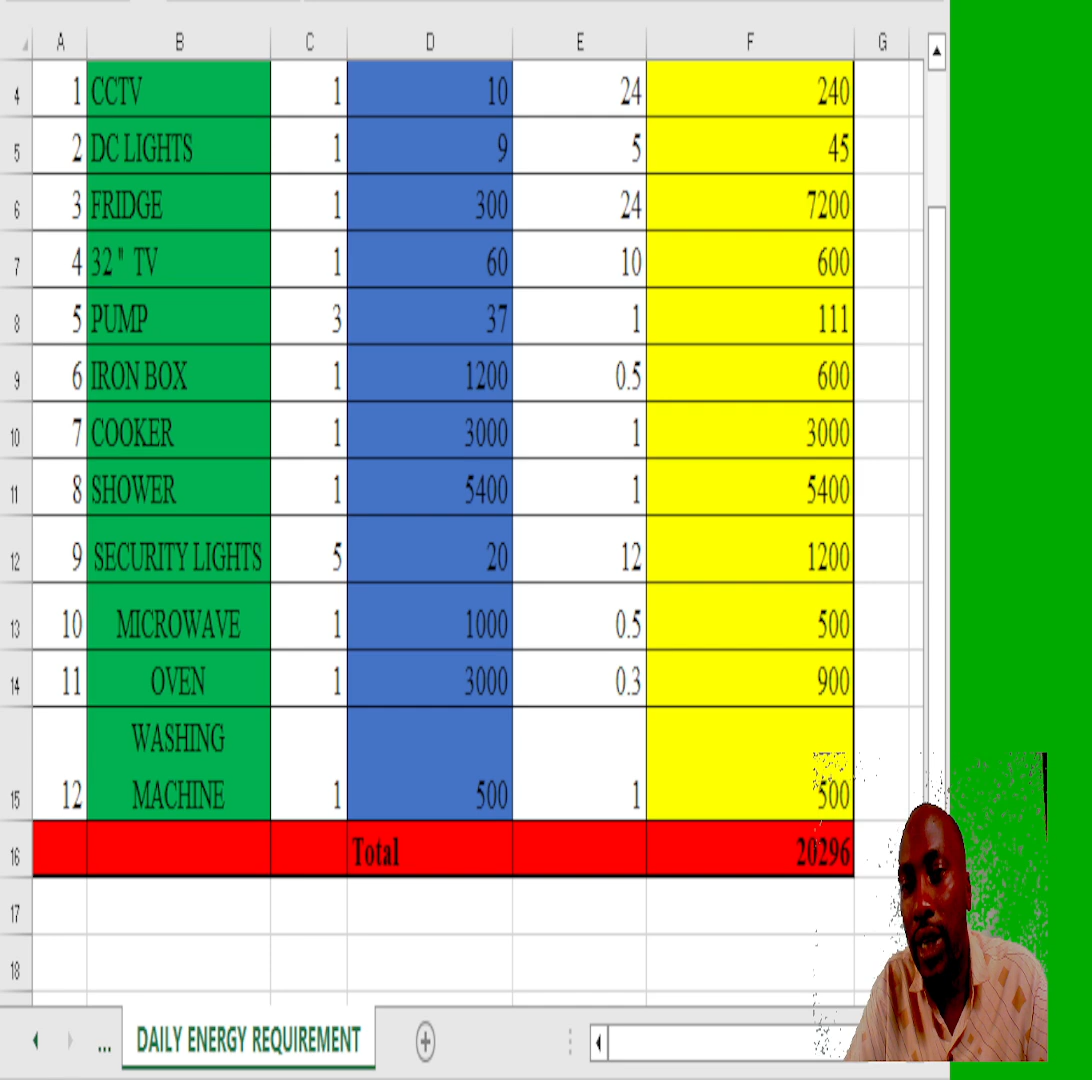 A B C D E F G
4 1 CCTV 1 10 24 240
5 2 DC LIGHTS 1 9 5 45
6 3 FRIDGE 1 300 24 7200
7 4 32 " TV 1 60 10 600
8 5 PUMP 3 37 1 111
9 6 IRON BOX 1 1200 0.5 600
10 7 COOKER 1 3000 1 3000
11 8 SHOWER 1 5400 1 5400
12 9 SECURITY LIGHTS 5 20 12 1200
13 10 MICROWAVE 1 1000 0.5 500
14 11 OVEN 1 3000 0.3 900
WASHING
15 12 MACHINE 1 500 1 500
16 Total 20296
17
18
... DAILY ENERGY REQUIREMENT